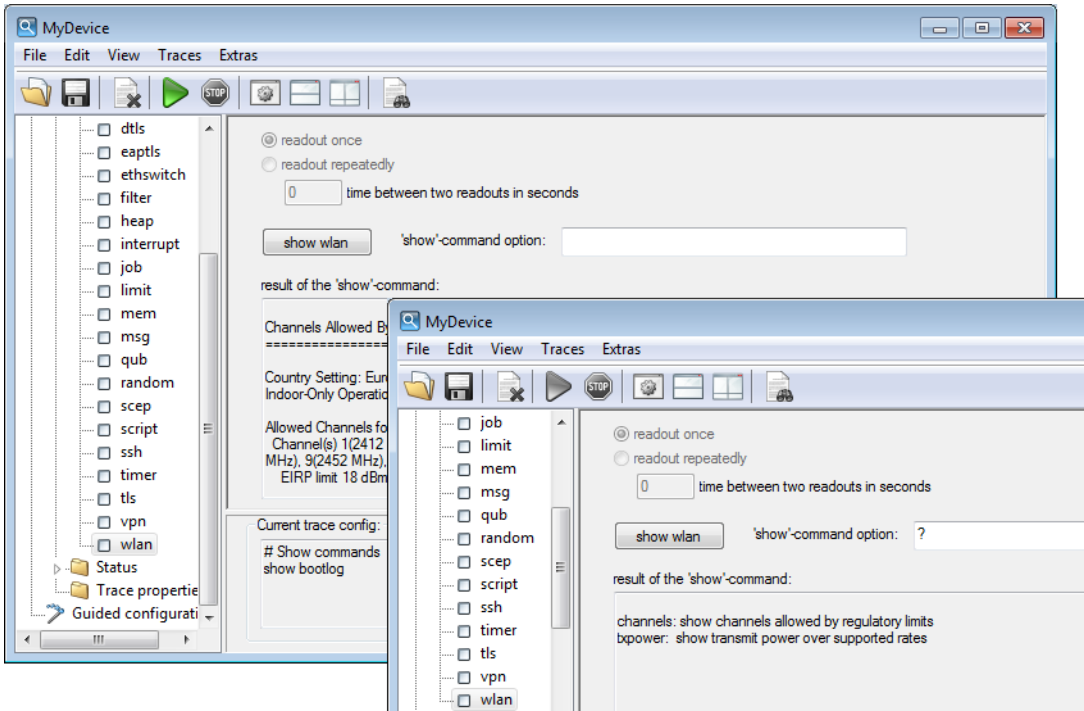 MyDevice
File Edit View Traces Extras
STOP
dtls
eaptls
ethswitch
filter
heap
interrupt
job
limit
mem
msg
qub
random
scep
script
ssh
timer
tls
vpn
wlan
Status
Trace propertie
Guided configurati
readout once
readout repeatedly
0 time between two readouts in seconds
show wlan 'show'-command option:
result of the 'show'-command:
Channels Allowed By
==================
Country Setting: Eur
Indoor-Only Operatio
Allowed Channels fo
Channel(s) 1(2412
MHz), 9(2452 MHz),
EIRP limit 18 dBm
Current trace config:
# Show commands
show bootlog
MyDevice
File Edit View Traces Extras
STOP
job
limit
mem
msg
qub
random
scep
script
ssh
timer
tls
vpn
wlan
readout once
readout repeatedly
0 time between two readouts in seconds
show wlan 'show'-command option: ?
result of the 'show'-command:
channels: show channels allowed by regulatory limits
txpower: show transmit power over supported rates